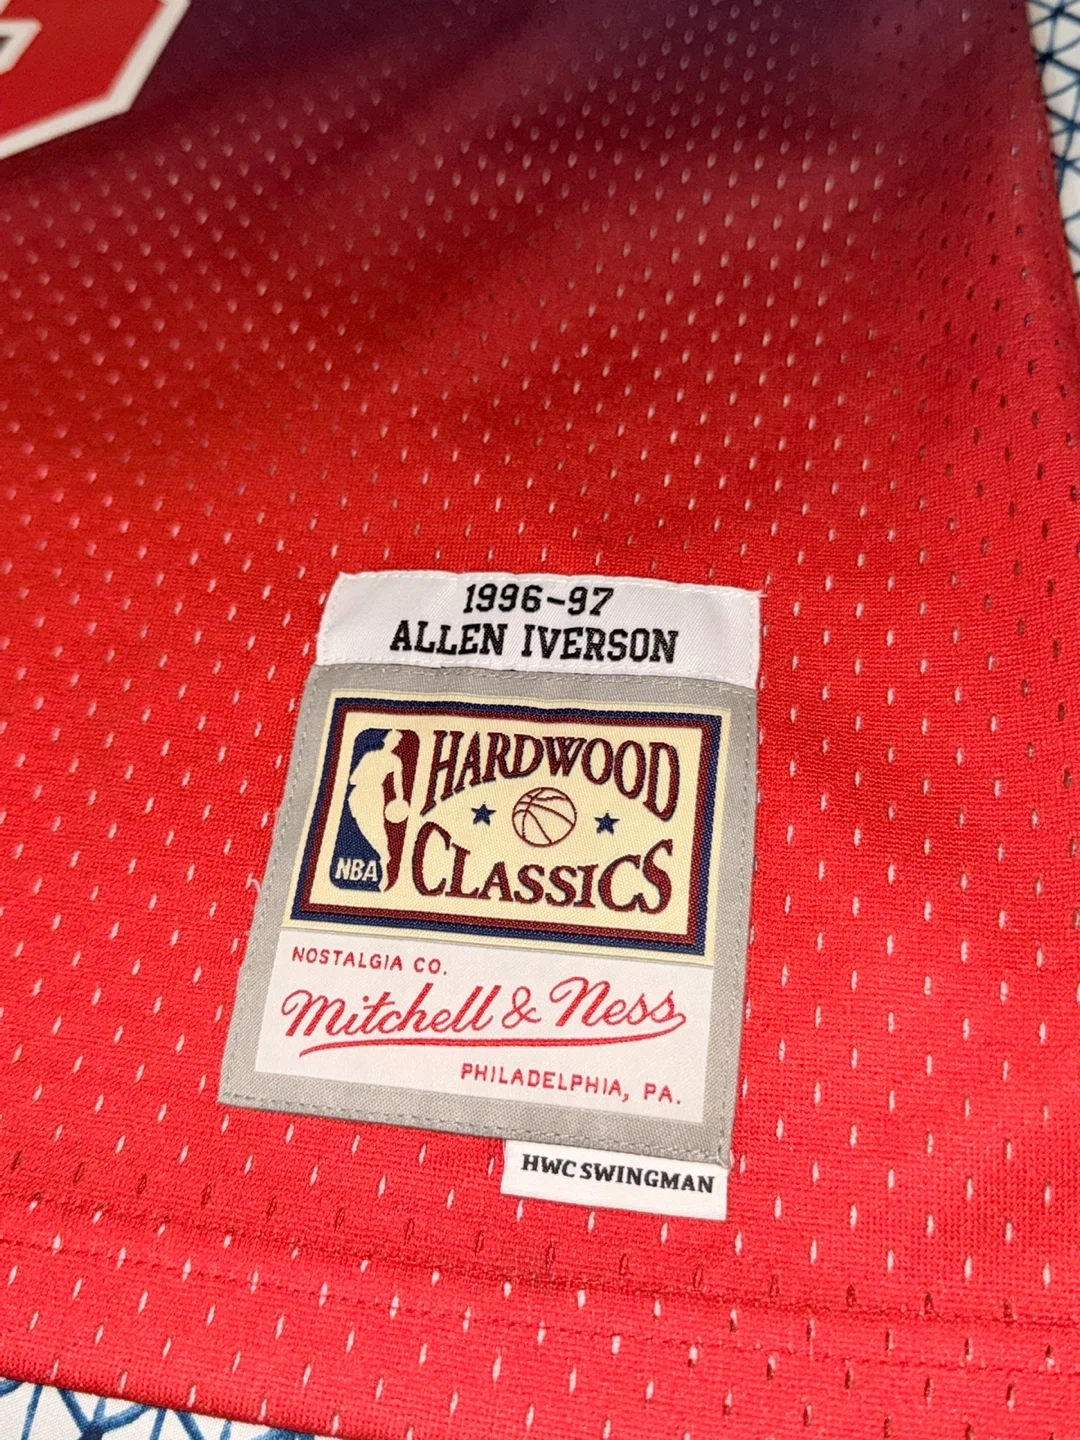 1996-97
ALLEN IVERSON
HARDWOOD
CLASSICS
NBA
NOSTALGIA CO.
Mitchell & Ness
PHILADELPHIA, PA.
HWC SWINGMAN